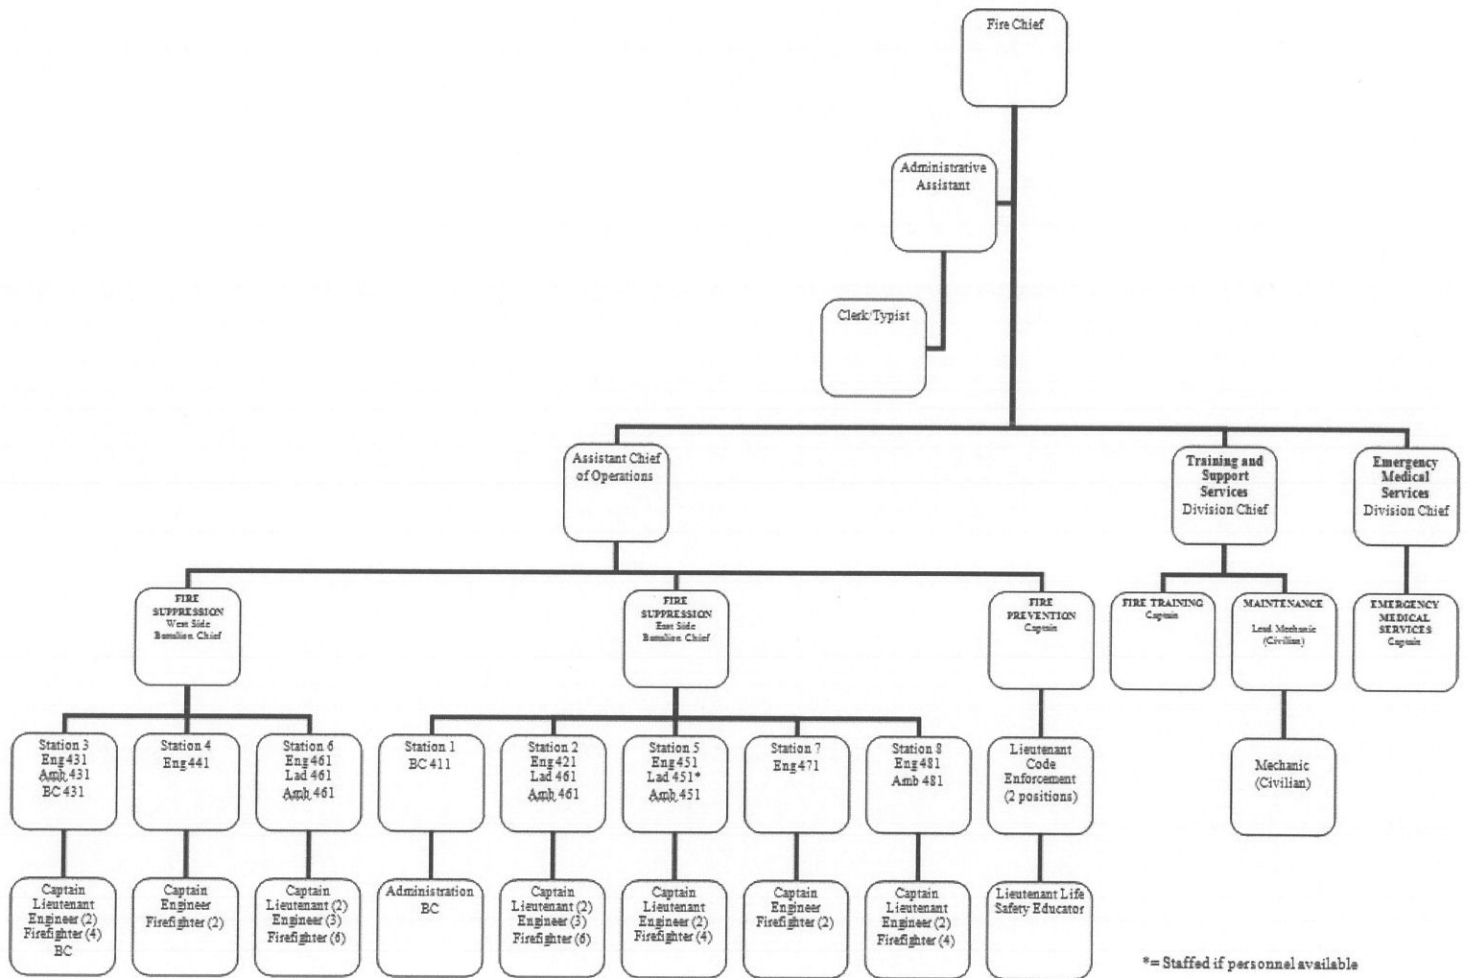 Fire Chief
Administrative
Assistant
Clerk/Typist
Assistant Chief
of Operations
Training and
Support
Services
Division Chief
Emergency
Medical
Services
Division Chief
FIRE
SUPPRESSION
West Side
Battalion Chief
FIRE
SUPPRESSION
East Side
Battalion Chief
FIRE
PREVENTION
Captain
FIRE TRAINING
Captain
MAINTENANCE
Lead Mechanic
(Civilian)
EMERGENCY
MEDICAL
SERVICES
Captain
Station 3
Eng 431
Amb 431
BC 431
Station 4
Eng 441
Station 6
Eng 461
Lad 461
Amb 461
Station 1
BC 411
Station 2
Eng 421
Lad 461
Amb 461
Station 5
Eng 451
Lad 451*
Amb 451
Station 7
Eng 471
Station 8
Eng 481
Amb 481
Lieutenant
Code
Enforcement
(2 positions)
Mechanic
(Civilian)
Captain
Lieutenant
Engineer (2)
Firefighter (4)
BC
Captain
Engineer
Firefighter (2)
Captain
Lieutenant (2)
Engineer (3)
Firefighter (6)
Administration
BC
Captain
Lieutenant (2)
Engineer (3)
Firefighter (6)
Captain
Lieutenant
Engineer (2)
Firefighter (4)
Captain
Engineer
Firefighter (2)
Captain
Lieutenant
Engineer (2)
Firefighter (4)
Lieutenant Life
Safety Educator
*= Staffed if personnel available